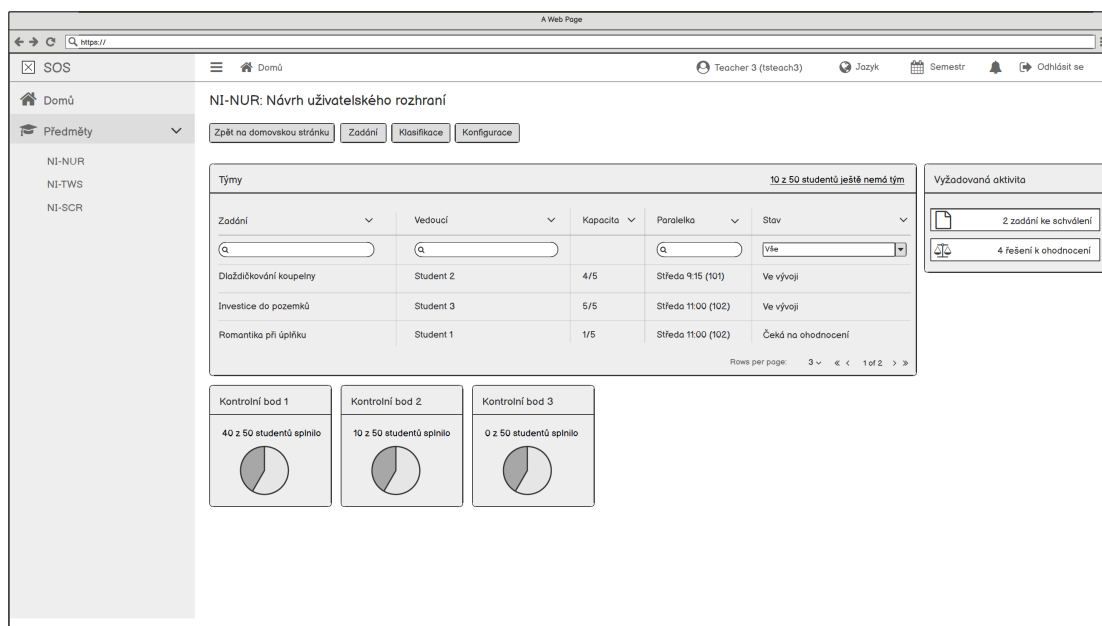 A Web Page
https://
SOS
Domů
Teacher 3 (tsteach3)
Jazyk
Semestr
Odhlásit se
Domů
Předměty
NI-NUR
NI-TWS
NI-SCR
NI-NUR: Návrh uživatelského rozhraní
Zpět na domovskou stránku
Zadání
Klasifikace
Konfigurace
Týmy
10 z 50 studentů ještě nemá tým
Zadání
Vedoucí
Kapacita
Paralelka
Stav
Vše
Dlaždičkování koupelny
Student 2
4/5
Středa 9:15 (101)
Ve vývoji
Investice do pozemků
Student 3
5/5
Středa 11:00 (102)
Ve vývoji
Romantika při úplňku
Student 1
1/5
Středa 11:00 (102)
Čeká na ohodnocení
Rows per page:
3
1 of 2
Vyžadovaná aktivita
2 zadání ke schválení
4 řešení k ohodnocení
Kontrolní bod 1
40 z 50 studentů splnilo
Kontrolní bod 2
10 z 50 studentů splnilo
Kontrolní bod 3
0 z 50 studentů splnilo